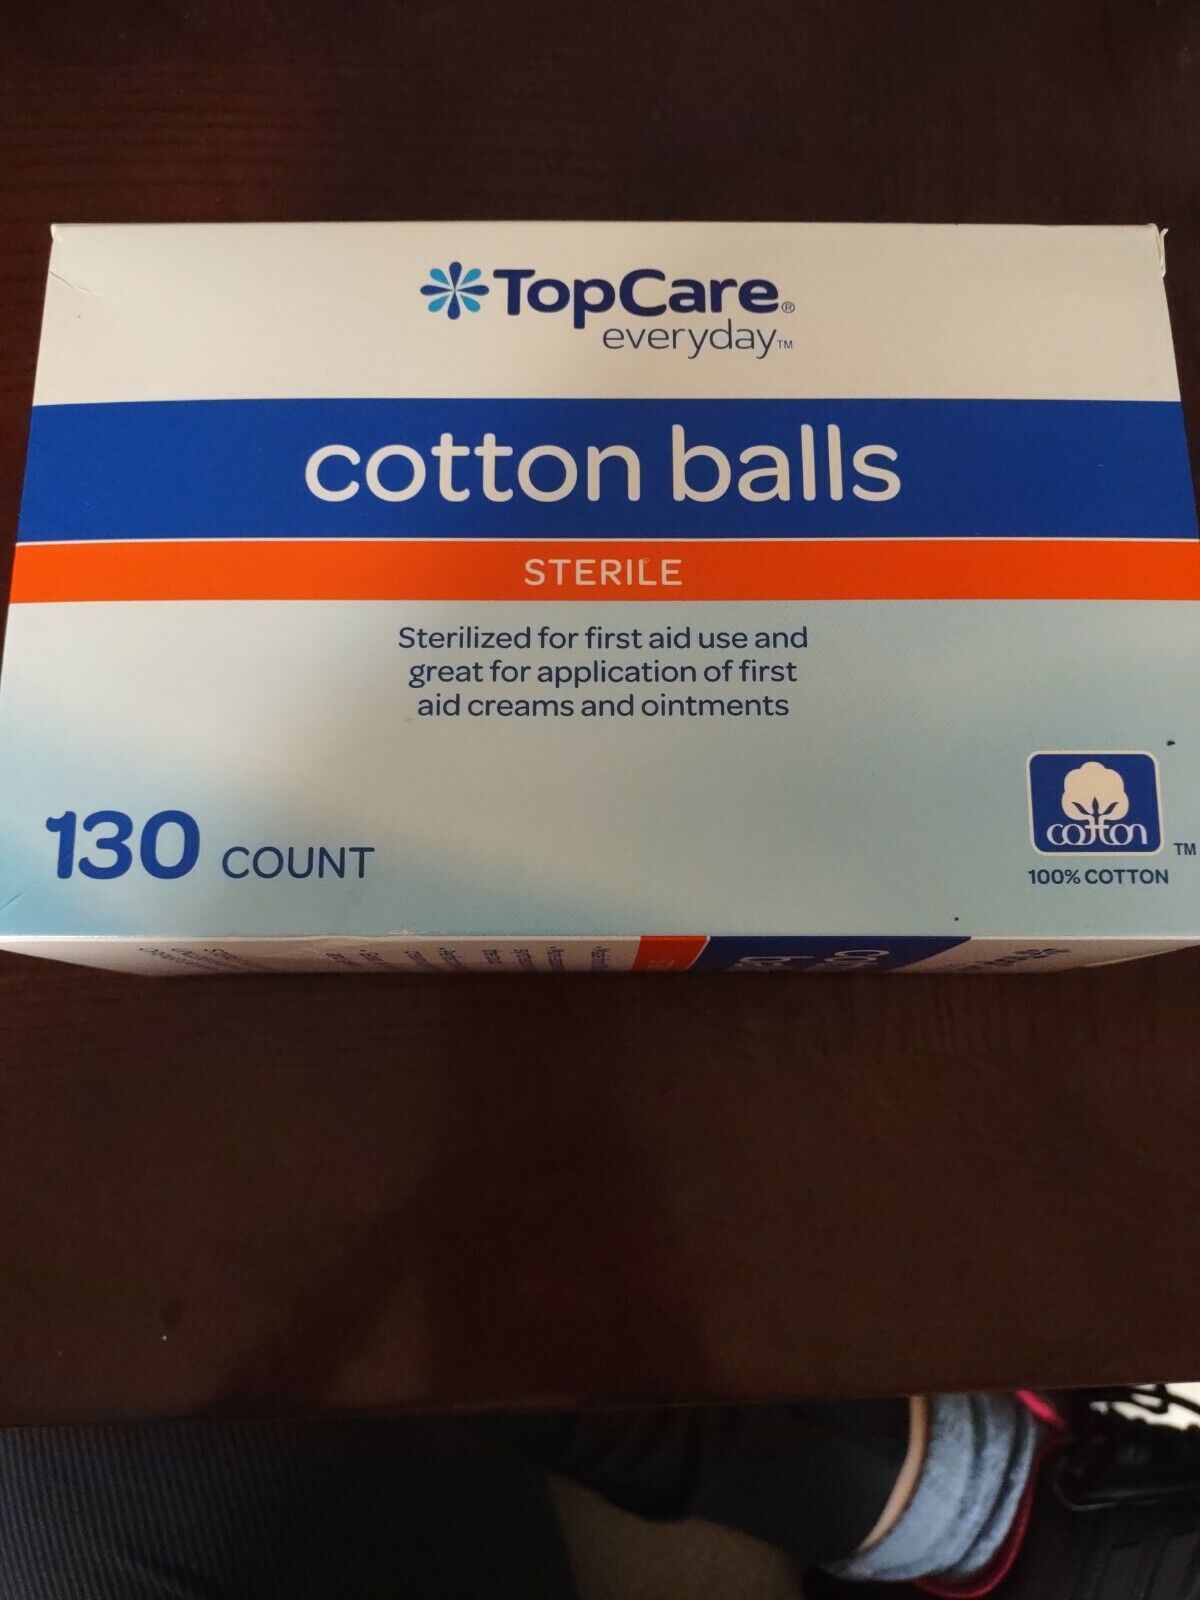 TopCare®
everyday™
cotton balls
STERILE
Sterilized for first aid use and
great for application of first
aid creams and ointments
130 COUNT
cotton
™
100% COTTON